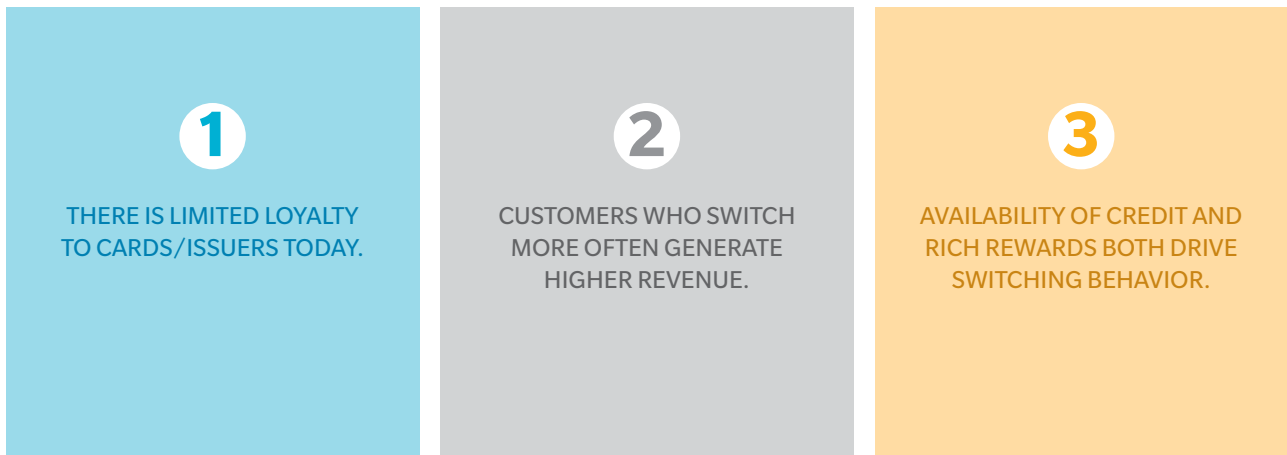 1
THERE IS LIMITED LOYALTY
TO CARDS/ISSUERS TODAY.
2
CUSTOMERS WHO SWITCH
MORE OFTEN GENERATE
HIGHER REVENUE.
3
AVAILABILITY OF CREDIT AND
RICH REWARDS BOTH DRIVE
SWITCHING BEHAVIOR.